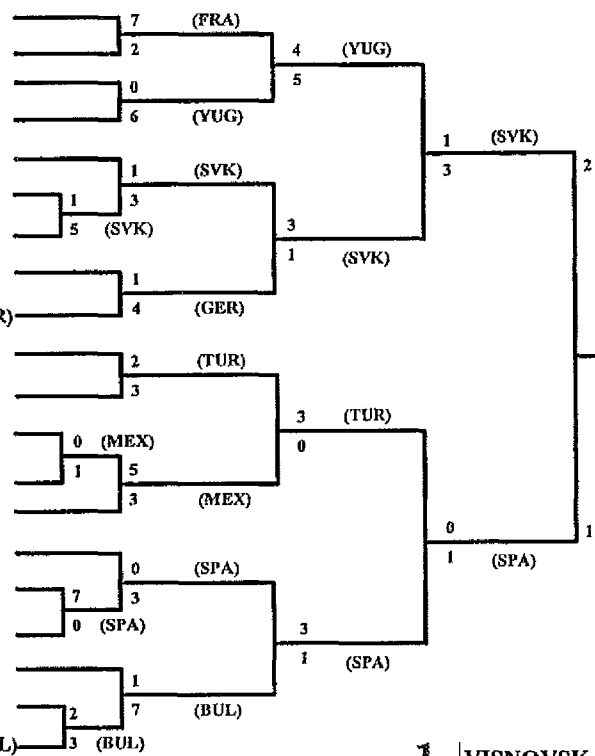 7 (FRA)
2
4 (YUG)
5
0
6 (YUG)
1 (SVK)
3
2
1 (SVK)
3
1
5 (SVK)
3
1 (SVK)
1
4 (GER)
R)
2 (TUR)
3
3 (TUR)
0
0 (MEX)
1
5
3 (MEX)
0
1 (SPA)
1
0 (SPA)
3
7
0 (SPA)
3
1 (SPA)
1
7 (BUL)
2
3 (BUL)
L)
1 VISNOVSK